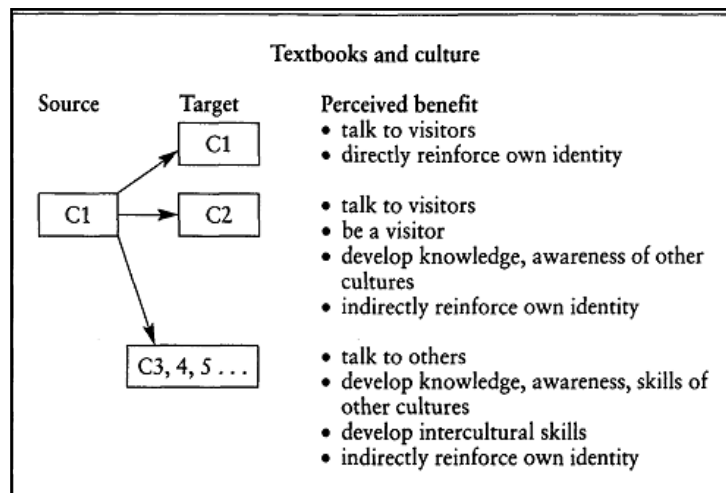 Textbooks and culture
Source Target Perceived benefit
C1
• talk to visitors
• directly reinforce own identity
C1 C2
• talk to visitors
• be a visitor
• develop knowledge, awareness of other
cultures
• indirectly reinforce own identity
C3, 4, 5 . . .
• talk to others
• develop knowledge, awareness, skills of
other cultures
• develop intercultural skills
• indirectly reinforce own identity